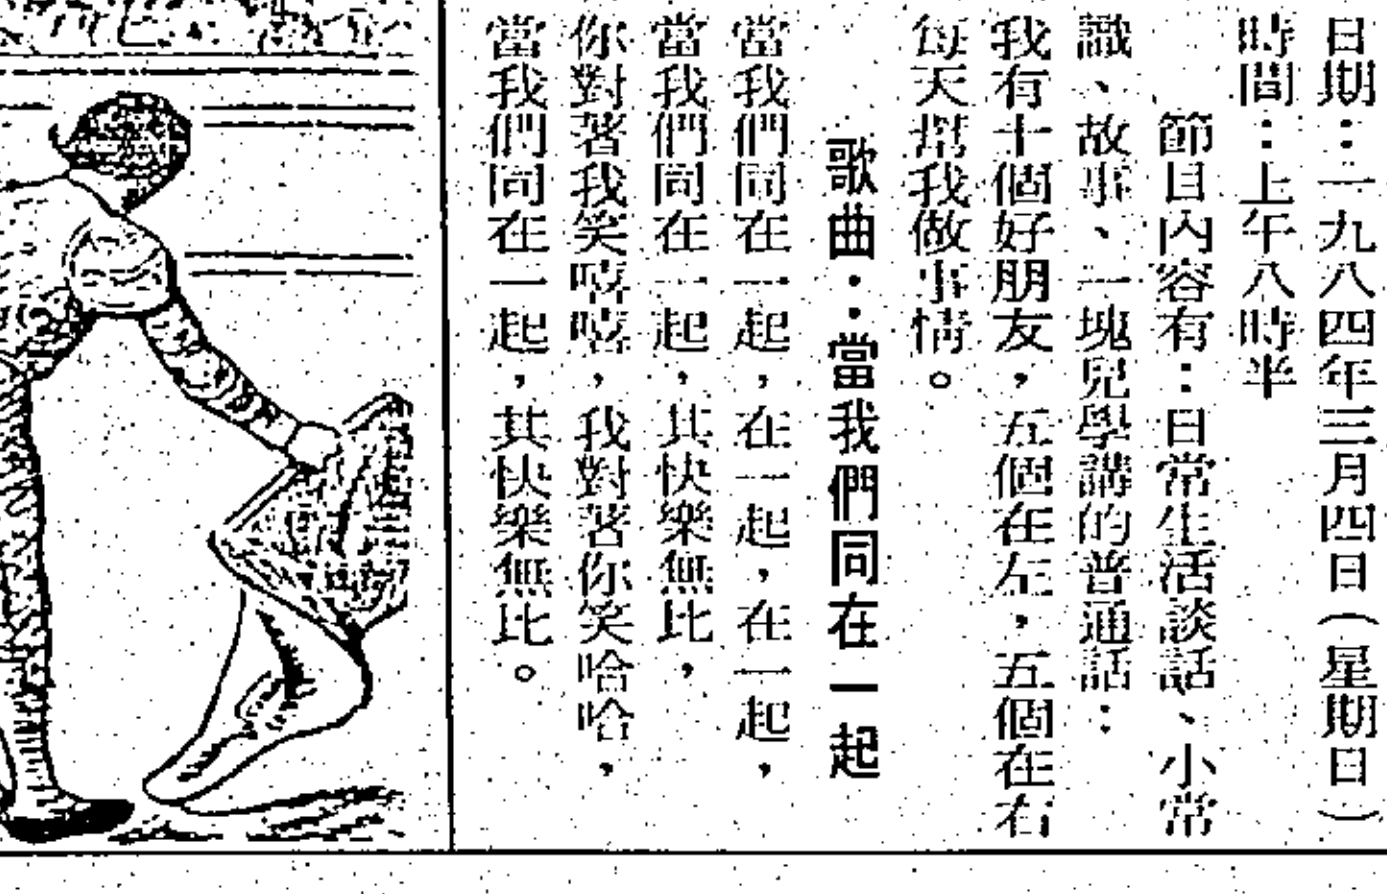 日期：一九八四年三月四日（星期日）
時間：上午八時半
節目內容有：日常生活談話、小常
識、故事、一塊兒學講的普通話：
我有十個好朋友，五個在左，五個在右
每天幫我做事情。
歌曲：當我們同在一起
當我們同在一起，在一起，在一起，
當我們同在一起，其快樂無比，
你對著我笑嘻嘻，我對著你笑哈哈，
當我們同在一起，其快樂無比。